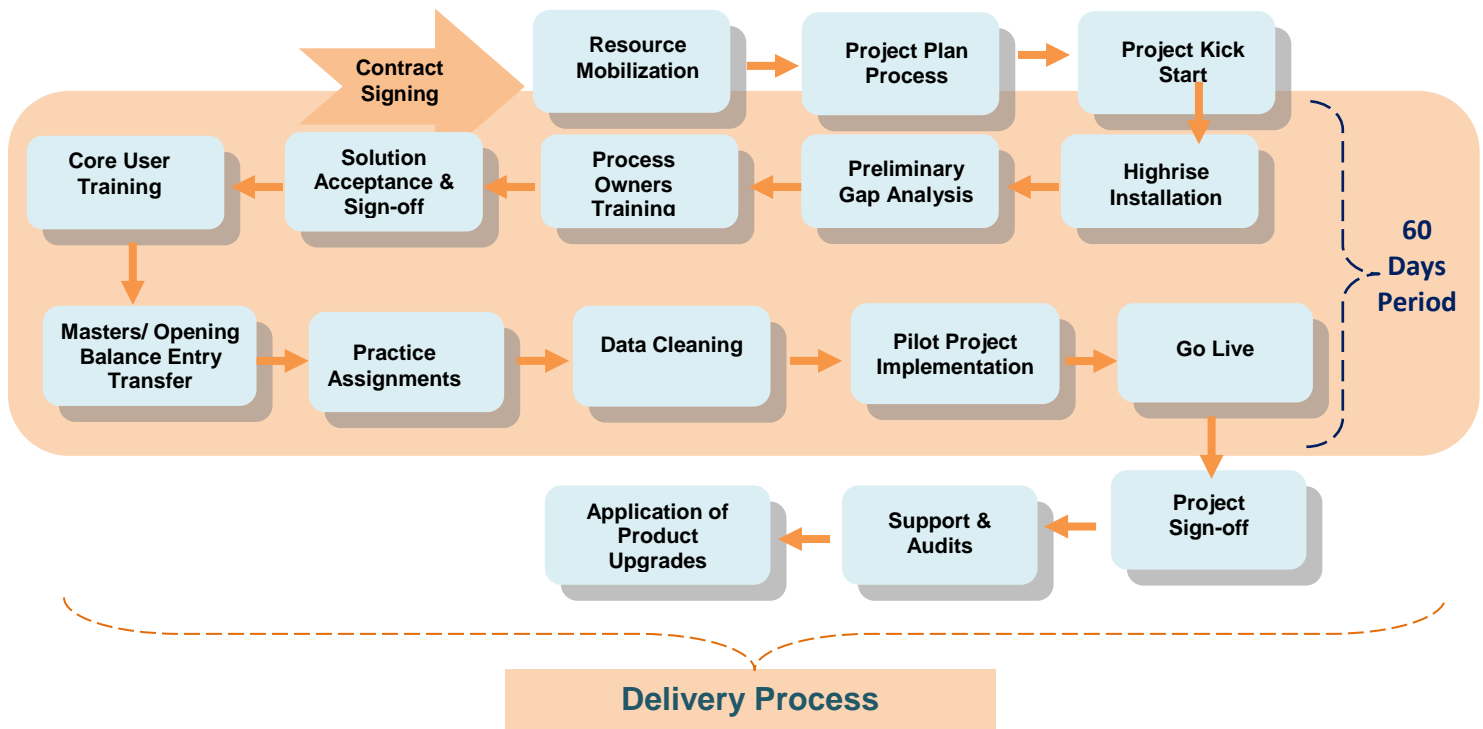 Contract
Signing
Resource
Mobilization
Project Plan
Process
Project Kick
Start
Highrise
Installation
Preliminary
Gap Analysis
Process
Owners
Training
Solution
Acceptance &
Sign-off
Core User
Training
Masters/ Opening
Balance Entry
Transfer
Practice
Assignments
Data Cleaning
Pilot Project
Implementation
Go Live
60
Days
Period
Project
Sign-off
Support &
Audits
Application of
Product
Upgrades
Delivery Process